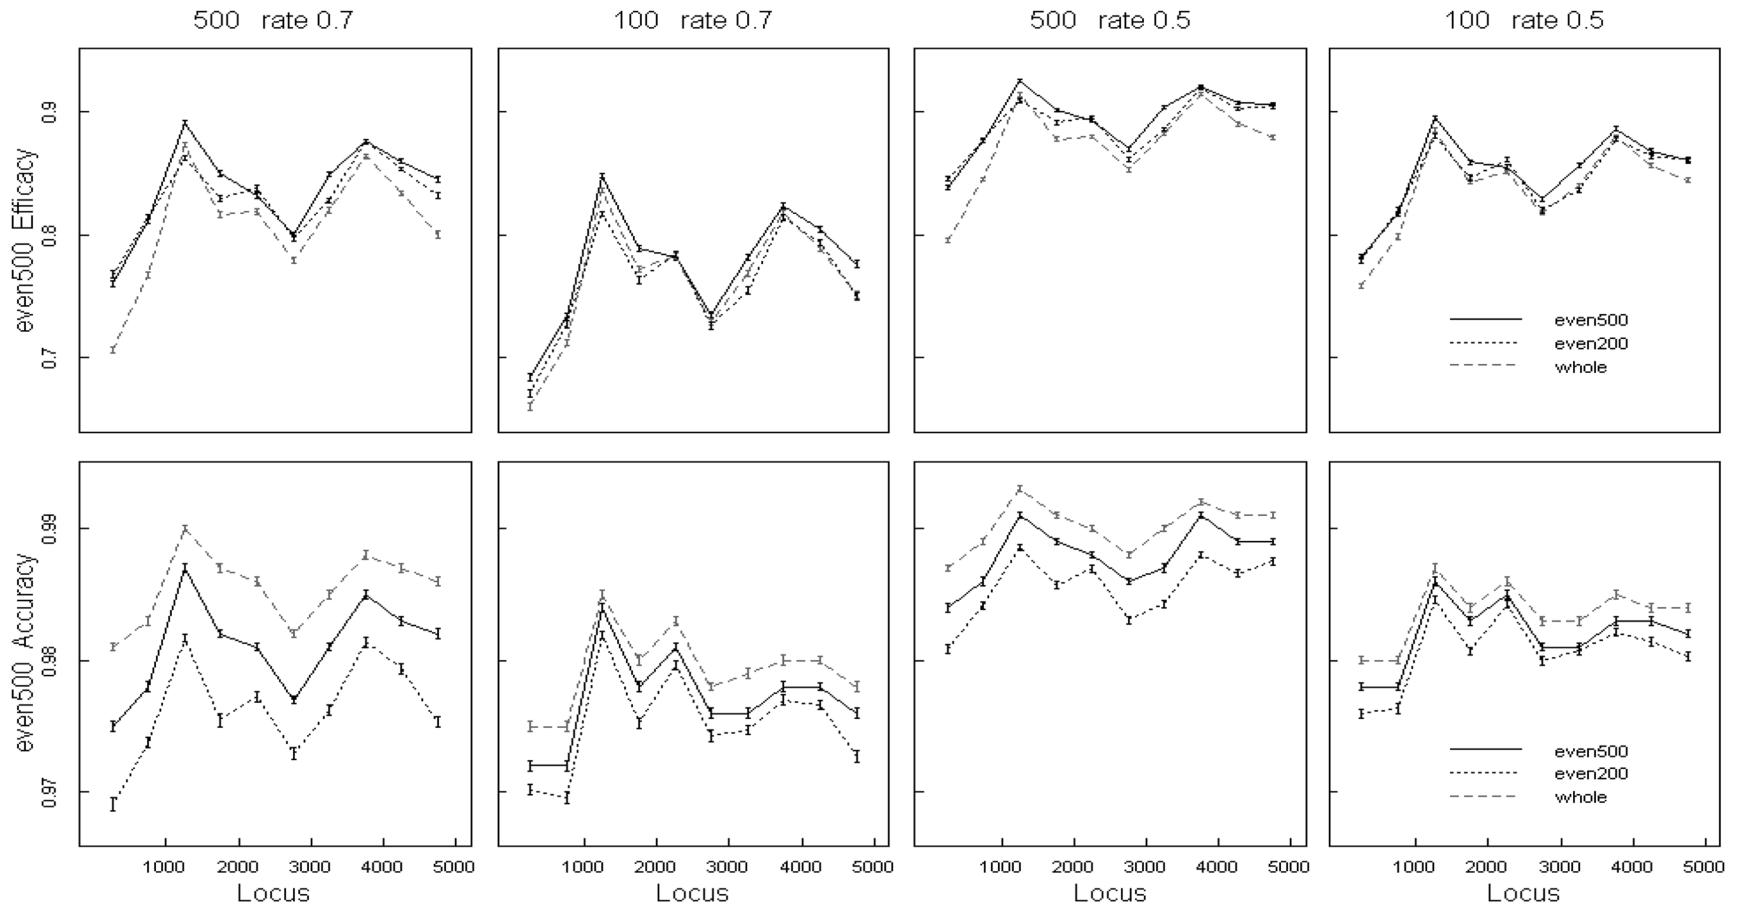 500 rate 0.7
100 rate 0.7
500 rate 0.5
100 rate 0.5
even500 Efficacy
0.9
0.8
0.7
even500
even200
whole
even500 Accuracy
0.99
0.98
0.97
even500
even200
whole
1000 2000 3000 4000 5000
1000 2000 3000 4000 5000
1000 2000 3000 4000 5000
1000 2000 3000 4000 5000
Locus
Locus
Locus
Locus